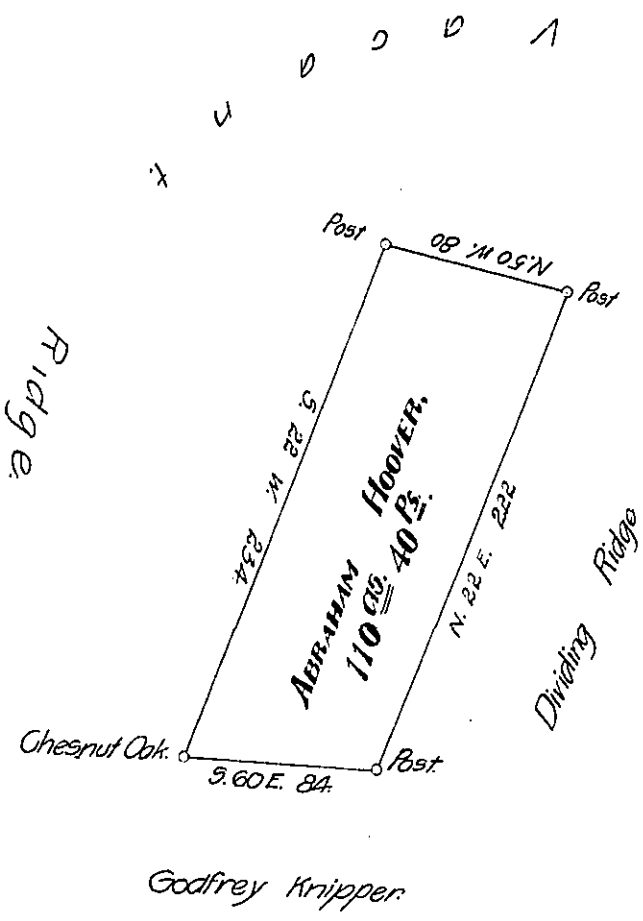 Vacant.
Post
N. 50 W. 80
Post
Ridge.
S. 22 W. 234.
ABRAHAM HOOVER,
110 as. 40 Ps.
N. 22 E. 222
Dividing Ridge
Chesnut Oak.
S. 60 E. 84.
Post.
Godfrey Knipper.